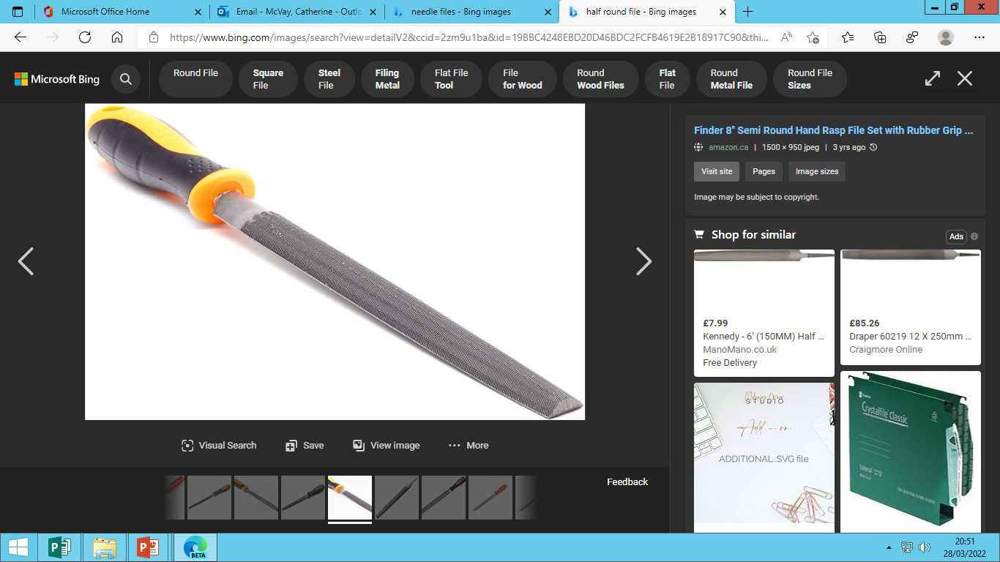 Microsoft Office Home
Email - McVay, Catherine - Outlo
needle files - Bing images
half round file - Bing images
https://www.bing.com/images/search?view=detailV2&ccid=2zm9u1ba&id=19BBC4248EBD20D46BDC2FCFB4619E2B18917C90&thi...
Microsoft Bing
Round File
Square
File
Steel
File
Filing
Metal
Flat File
Tool
File
for Wood
Round
Wood Files
Flat
File
Round
Metal File
Round File
Sizes
Finder 8" Semi Round Hand Rasp File Set with Rubber Grip ...
amazon.ca | 1500 × 950 jpeg | 3 yrs ago
Visit site
Pages
Image sizes
Image may be subject to copyright.
Shop for similar
Ads
£7.99
Kennedy - 6' (150MM) Half ...
ManoMano.co.uk
Free Delivery
£85.26
Draper 60219 12 X 250mm ...
Craigmore Online
STUDIO
Add - on
ADDITIONAL .SVG file
Crystalfile Classic
Lateral '275'
Visual Search
Save
View image
More
Feedback
BETA
20:51
28/03/2022